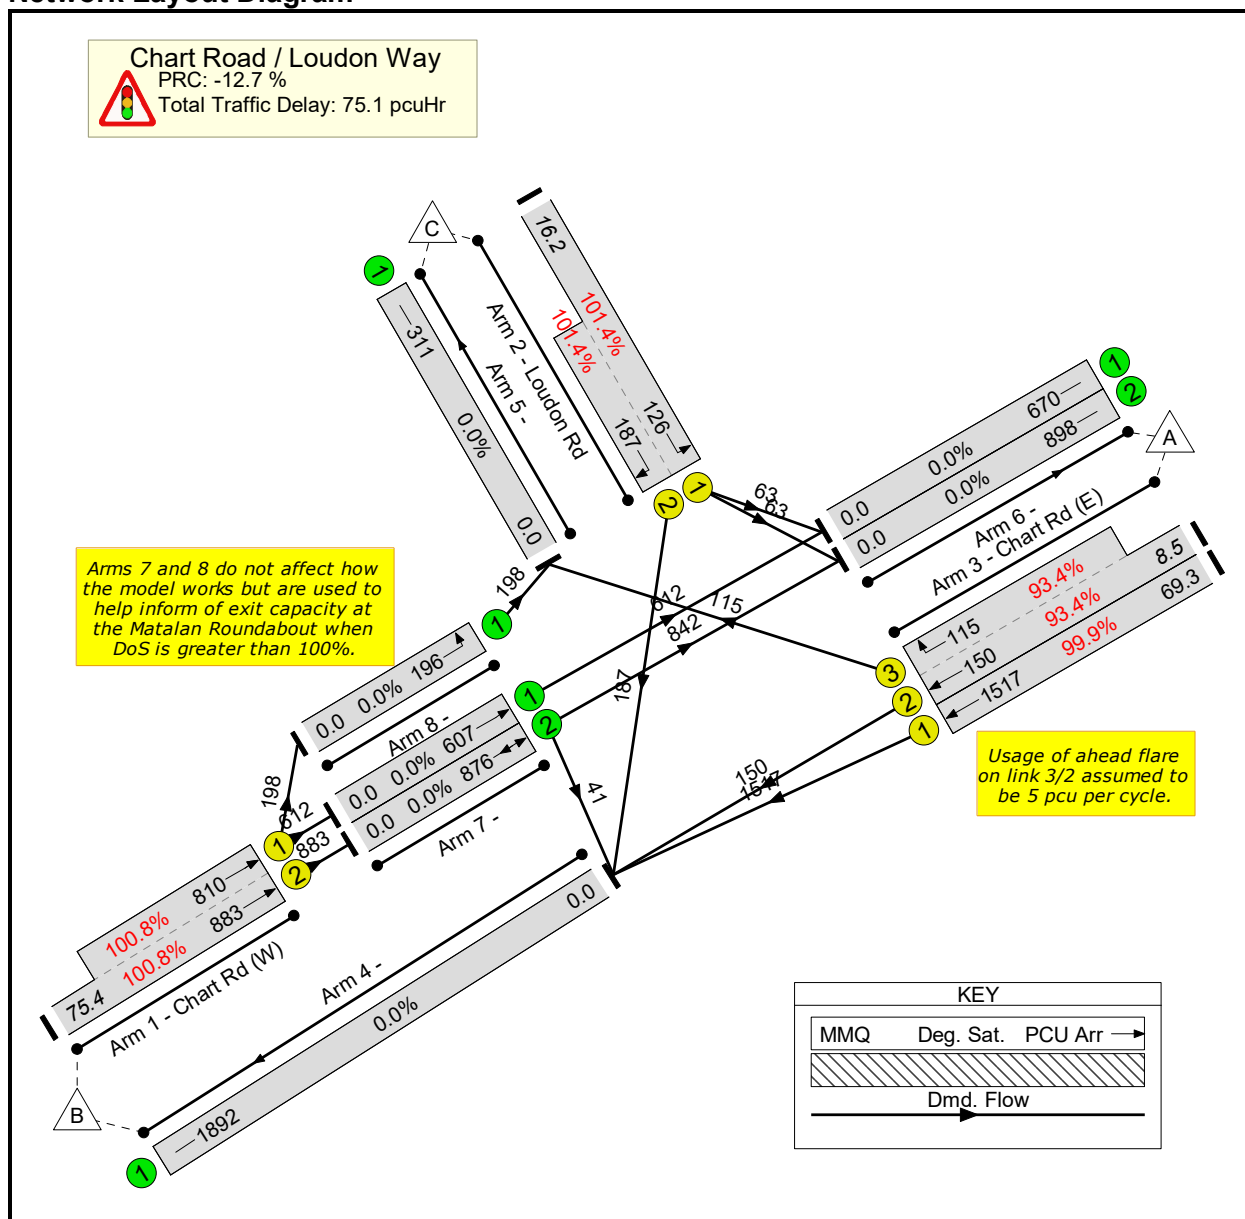 Network Layout Diagram
Chart Road / Loudon Way
PRC: -12.7 %
Total Traffic Delay: 75.1 pcuHr
C
1
311
0.0%
0.0
Arm 5 -
Arm 2 - Loudon Rd
16.2
101.4%
101.4%
126
187
1
2
63
63
1
2
670
898
0.0%
0.0%
0.0
0.0
A
Arm 6 -
Arm 3 - Chart Rd (E)
93.4%
93.4%
99.9%
8.5
69.3
115
150
1517
3
2
1
Arms 7 and 8 do not affect how
the model works but are used to
help inform of exit capacity at
the Matalan Roundabout when
DoS is greater than 100%.
198
1
612
115
842
187
0.0
0.0%
196
Arm 8 -
1
2
0.0
0.0%
607
0.0
0.0%
876
Arm 7 -
41
150
1517
Usage of ahead flare
on link 3/2 assumed to
be 5 pcu per cycle.
198
612
883
1
2
810
883
100.8%
100.8%
75.4
Arm 1 - Chart Rd (W)
Arm 4 -
0.0
0.0%
1892
B
1
KEY
MMQ Deg. Sat. PCU Arr
Dmd. Flow